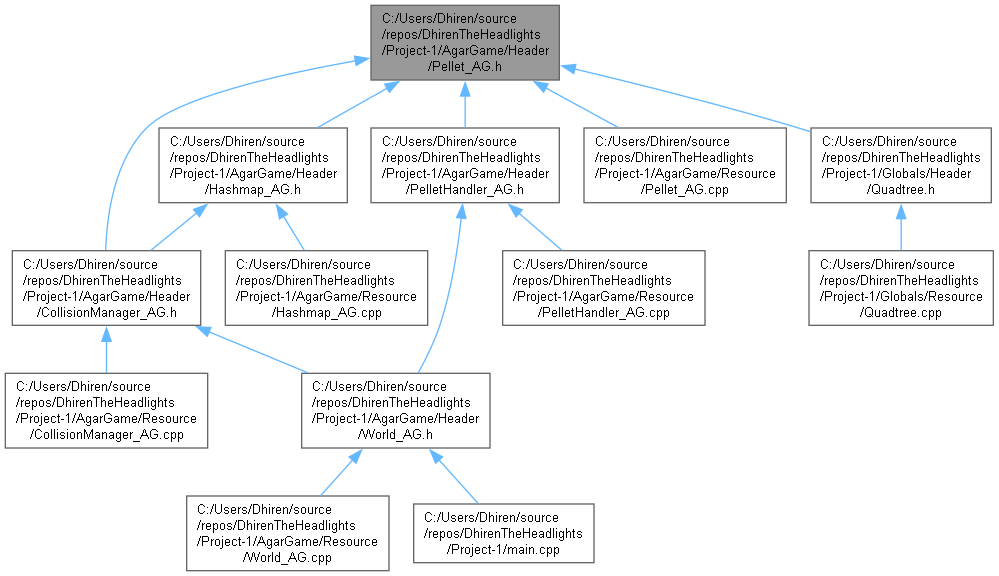 C:/Users/Dhiren/source
/repos/DhirenTheHeadlights
/Project-1/AgarGame/Header
/Pellet_AG.h
C:/Users/Dhiren/source
/repos/DhirenTheHeadlights
/Project-1/AgarGame/Header
/Hashmap_AG.h
C:/Users/Dhiren/source
/repos/DhirenTheHeadlights
/Project-1/AgarGame/Header
/PelletHandler_AG.h
C:/Users/Dhiren/source
/repos/DhirenTheHeadlights
/Project-1/AgarGame/Resource
/Pellet_AG.cpp
C:/Users/Dhiren/source
/repos/DhirenTheHeadlights
/Project-1/Globals/Header
/Quadtree.h
C:/Users/Dhiren/source
/repos/DhirenTheHeadlights
/Project-1/AgarGame/Header
/CollisionManager_AG.h
C:/Users/Dhiren/source
/repos/DhirenTheHeadlights
/Project-1/AgarGame/Resource
/Hashmap_AG.cpp
C:/Users/Dhiren/source
/repos/DhirenTheHeadlights
/Project-1/AgarGame/Resource
/PelletHandler_AG.cpp
C:/Users/Dhiren/source
/repos/DhirenTheHeadlights
/Project-1/Globals/Resource
/Quadtree.cpp
C:/Users/Dhiren/source
/repos/DhirenTheHeadlights
/Project-1/AgarGame/Resource
/CollisionManager_AG.cpp
C:/Users/Dhiren/source
/repos/DhirenTheHeadlights
/Project-1/AgarGame/Header
/World_AG.h
C:/Users/Dhiren/source
/repos/DhirenTheHeadlights
/Project-1/AgarGame/Resource
/World_AG.cpp
C:/Users/Dhiren/source
/repos/DhirenTheHeadlights
/Project-1/main.cpp